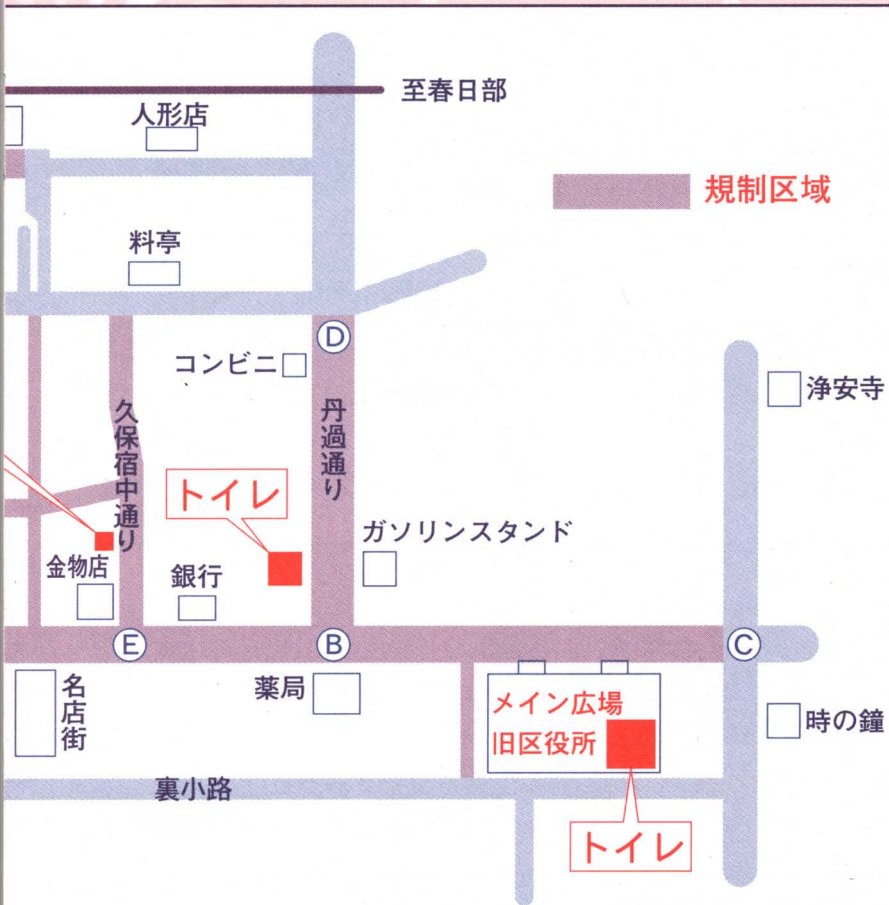 至春日部
人形店
規制区域
料亭
D
コンビニ
浄安寺
久保宿中通り
丹過通り
トイレ
ガソリンスタンド
金物店
銀行
E
B
C
名店街
薬局
メイン広場
旧区役所
時の鐘
裏小路
トイレ